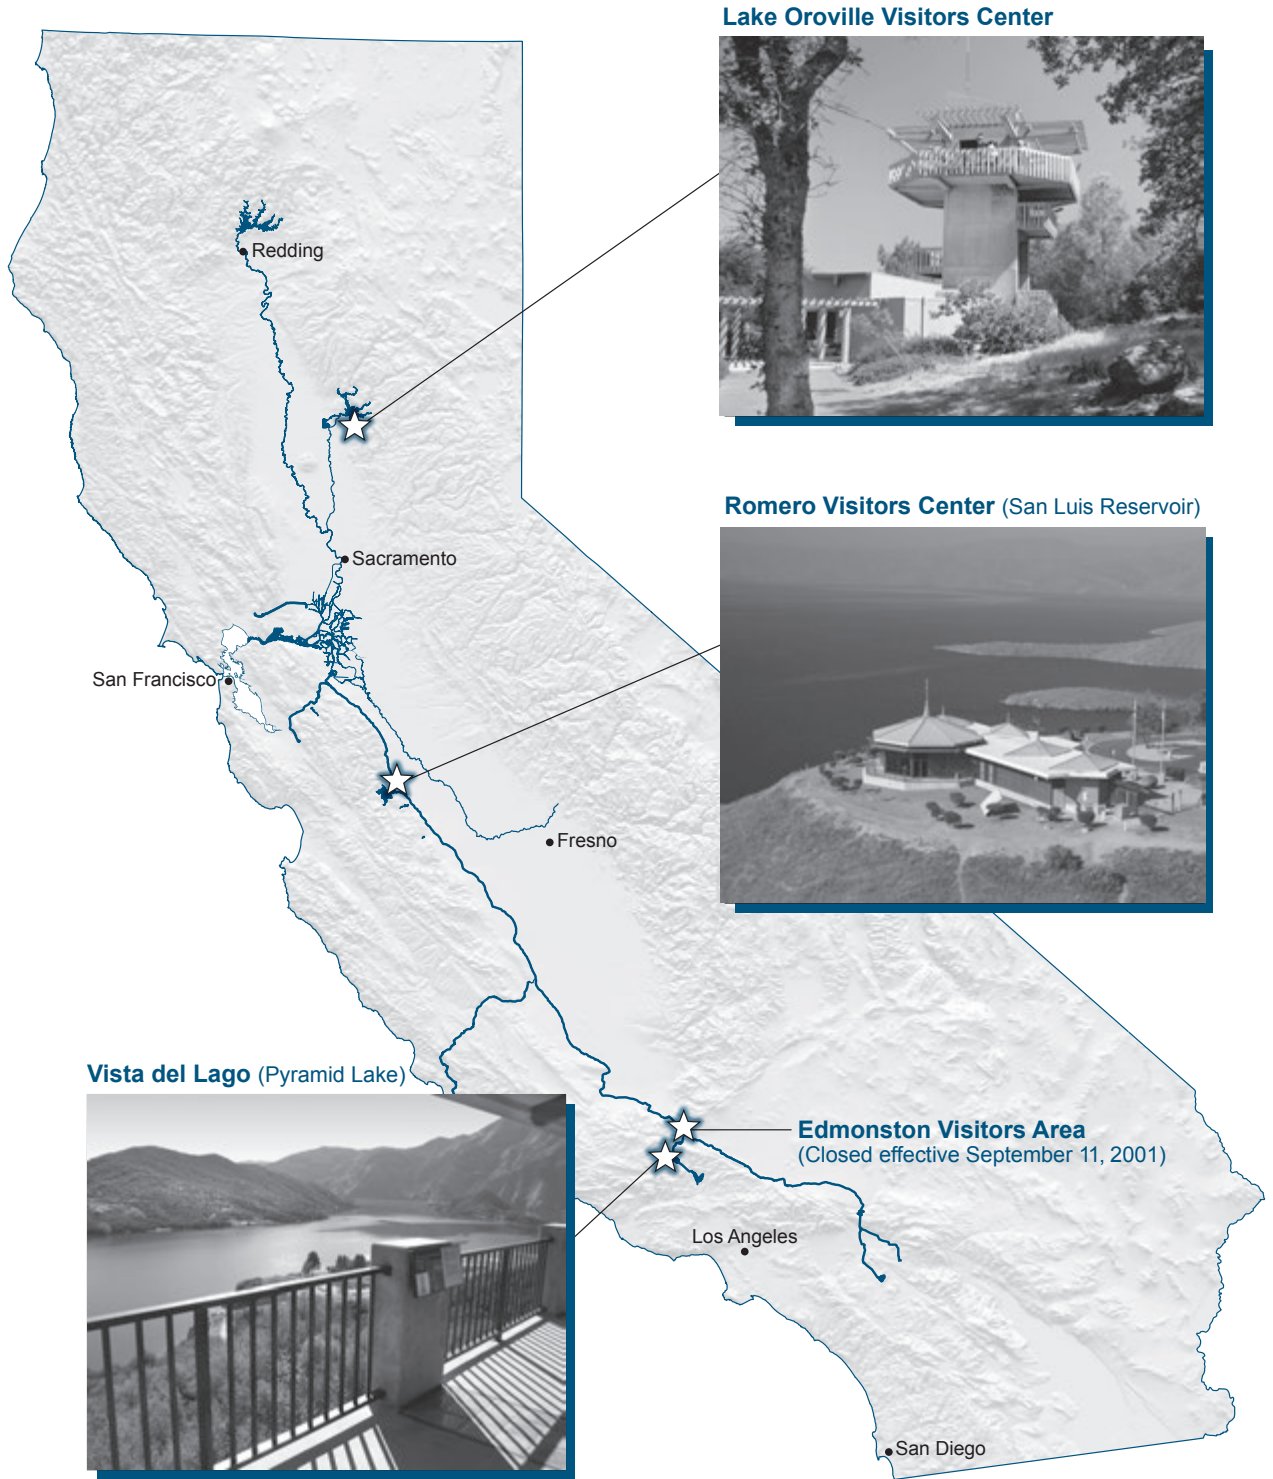 Lake Oroville Visitors Center
Redding
Romero Visitors Center (San Luis Reservoir)
Sacramento
San Francisco
Fresno
Vista del Lago (Pyramid Lake)
Edmonston Visitors Area
(Closed effective September 11, 2001)
Los Angeles
San Diego